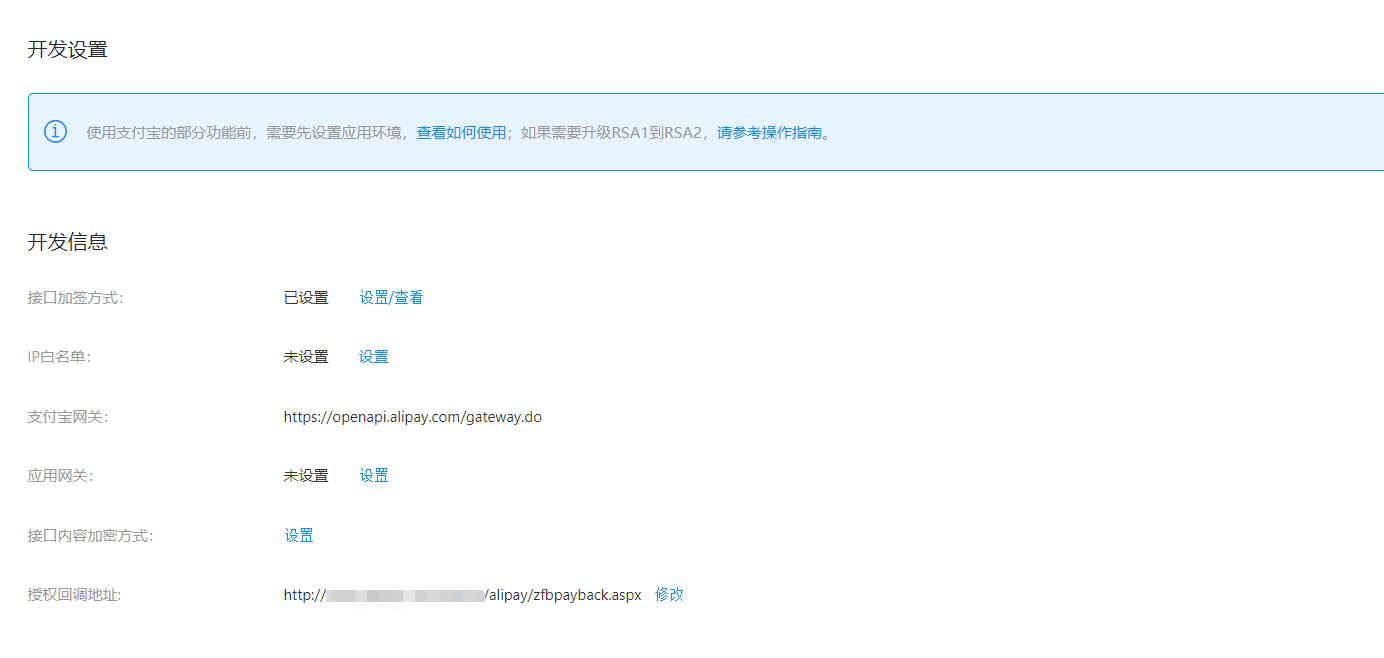 开发设置
使用支付宝的部分功能前，需要先设置应用环境，查看如何使用；如果需要升级RSA1到RSA2，请参考操作指南。
开发信息
接口加签方式： 已设置 设置/查看
IP白名单： 未设置 设置
支付宝网关： https://openapi.alipay.com/gateway.do
应用网关： 未设置 设置
接口内容加密方式： 设置
授权回调地址: http:///alipay/zfbpayback.aspx 修改